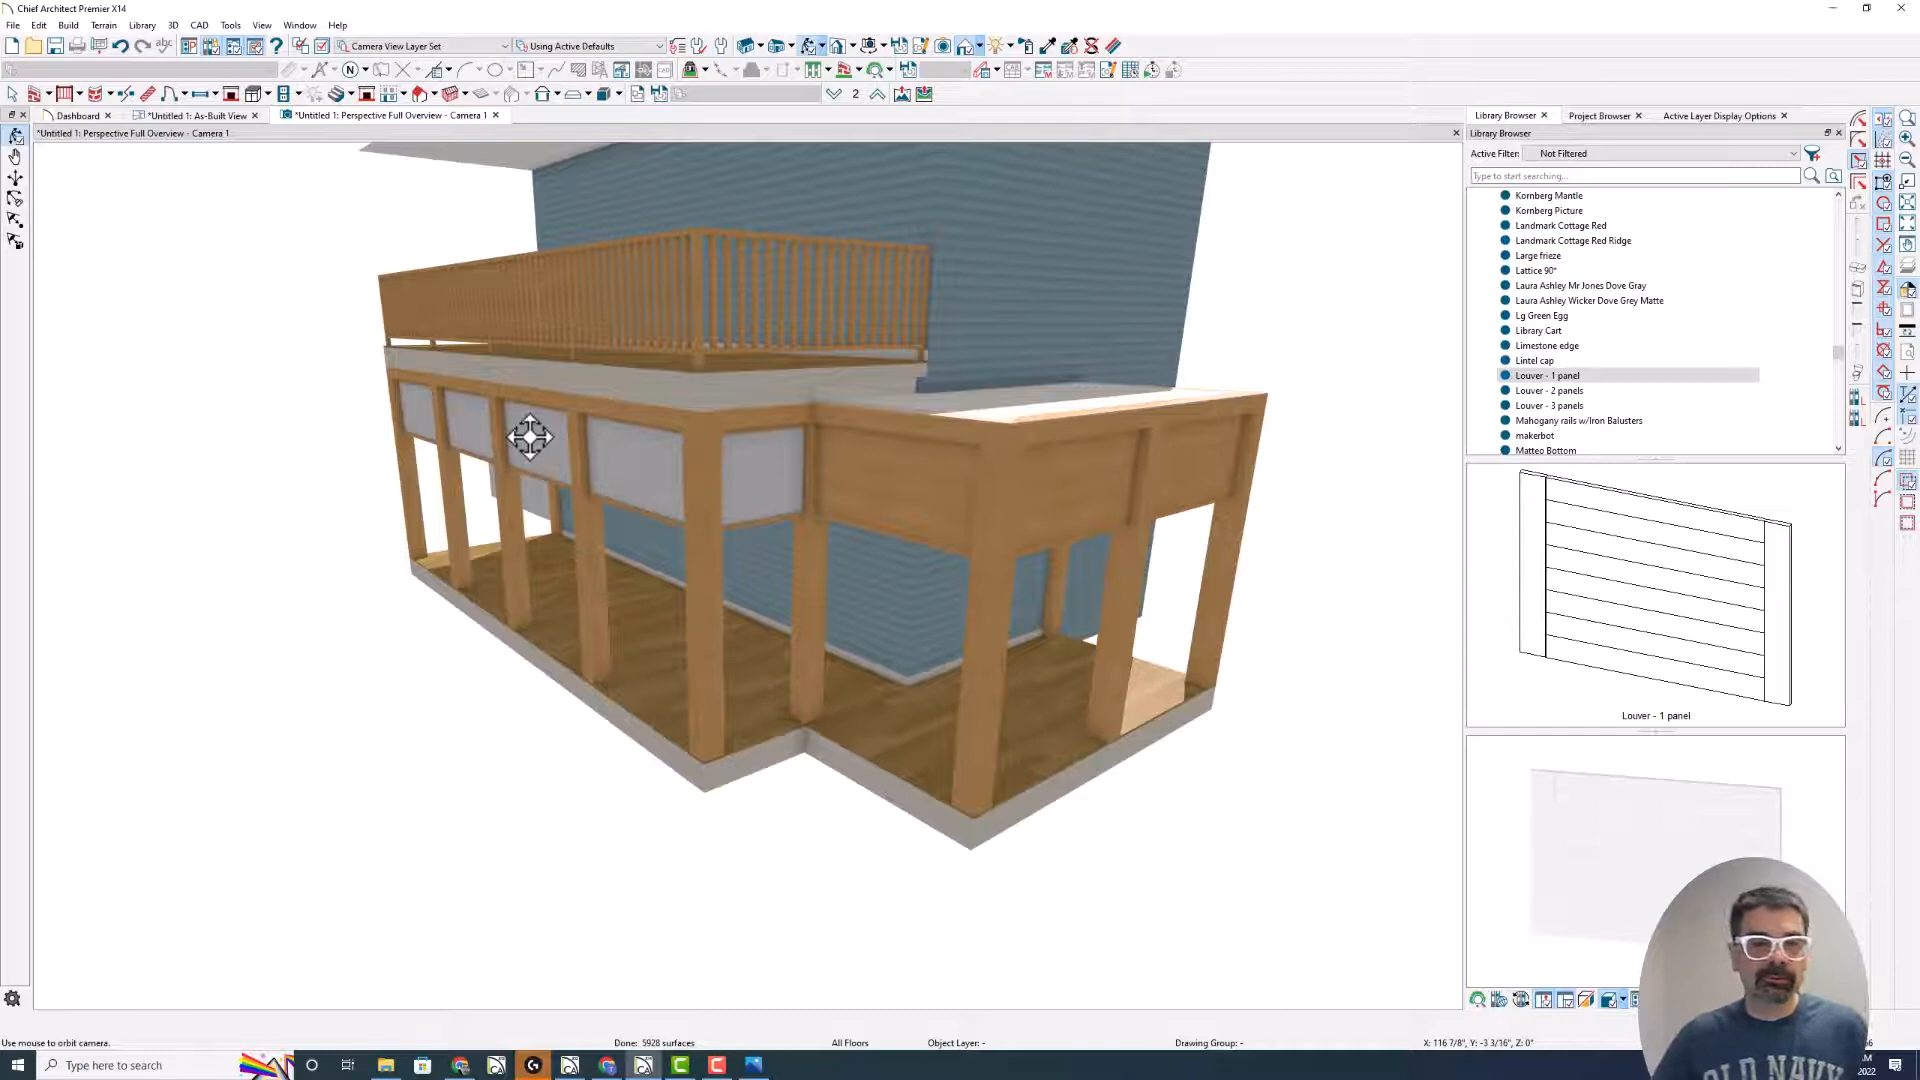 Chief Architect Premier X14
File Edit Build Terrain Library 3D CAD Tools View Window Help
Camera View Layer Set
Using Active Defaults
2
Dashboard
*Untitled 1: As-Built View
*Untitled 1: Perspective Full Overview - Camera 1
*Untitled 1: Perspective Full Overview - Camera 1
Library Browser
Project Browser
Active Layer Display Options
Library Browser
Active Filter:
Not Filtered
Type to start searching...
Kornberg Mantle
Kornberg Picture
Landmark Cottage Red
Landmark Cottage Red Ridge
Large frieze
Lattice 90°
Laura Ashley Mr Jones Dove Gray
Laura Ashley Wicker Dove Grey Matte
Lg Green Egg
Library Cart
Limestone edge
Lintel cap
Louver - 1 panel
Louver - 2 panels
Louver - 3 panels
Mahogany rails w/Iron Balusters
makerbot
Matteo Bottom
Louver - 1 panel
OLD NAVY
Use mouse to orbit camera.
Done: 5928 surfaces
All Floors
Object Layer: -
Drawing Group: -
X: 116 7/8", Y: -3 3/16", Z: 0"
Type here to search
2022